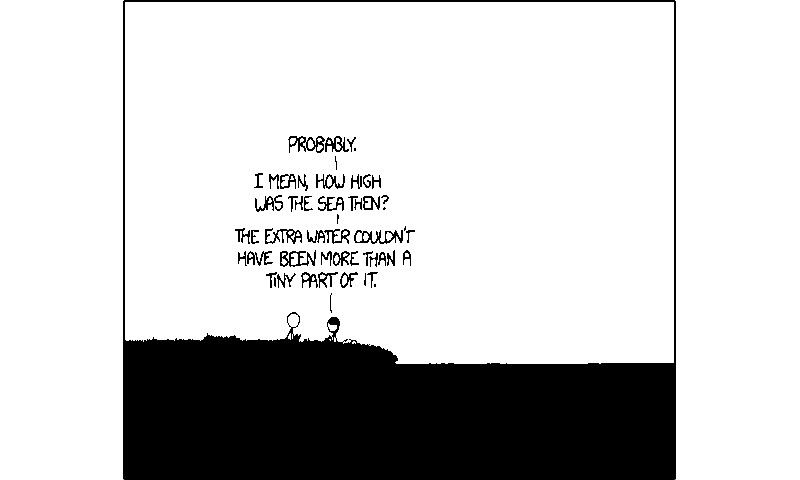 PROBABLY.
I MEAN, HOW HIGH
WAS THE SEA THEN?
THE EXTRA WATER COULDN'T
HAVE BEEN MORE THAN A
TINY PART OF IT.